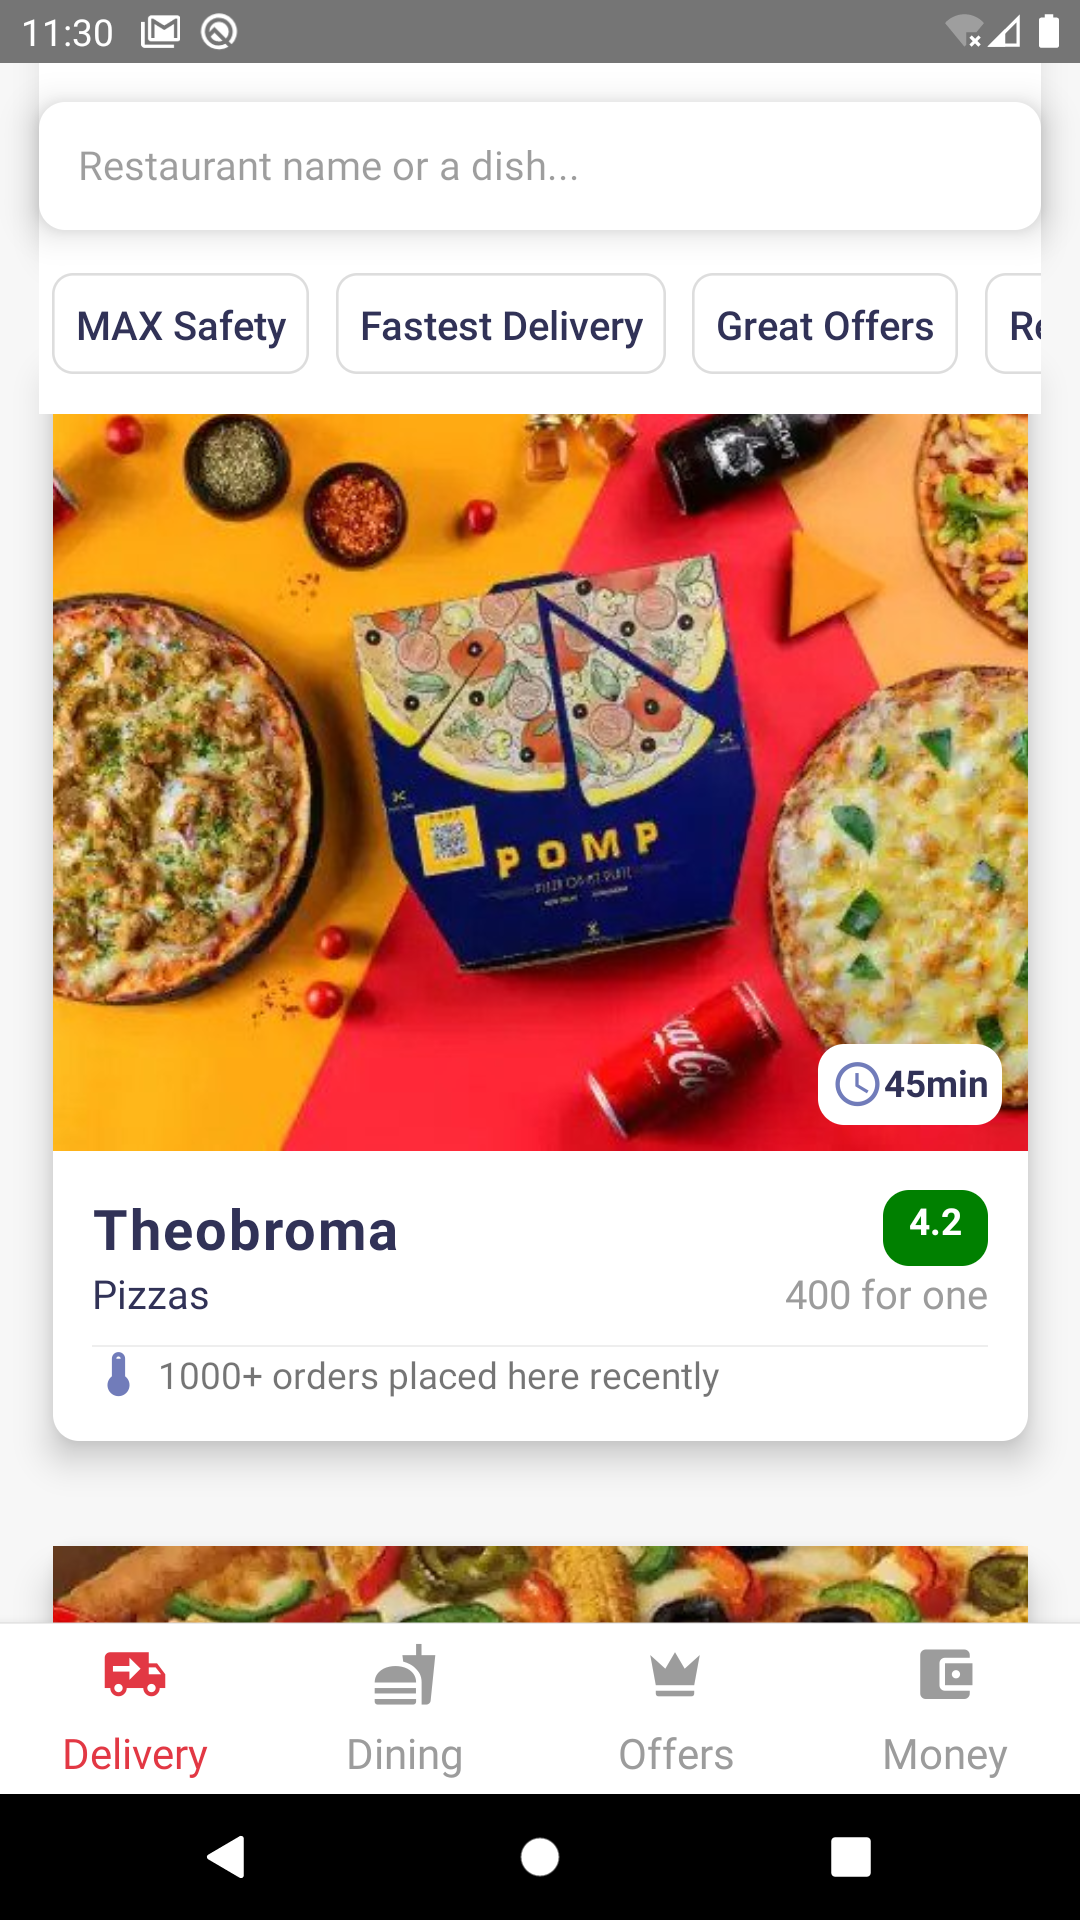 11:30
Restaurant name or a dish...
MAX Safety
Fastest Delivery
Great Offers
Re
POMP
45min
Theobroma
4.2
Pizzas
400 for one
1000+ orders placed here recently
Delivery
Dining
Offers
Money